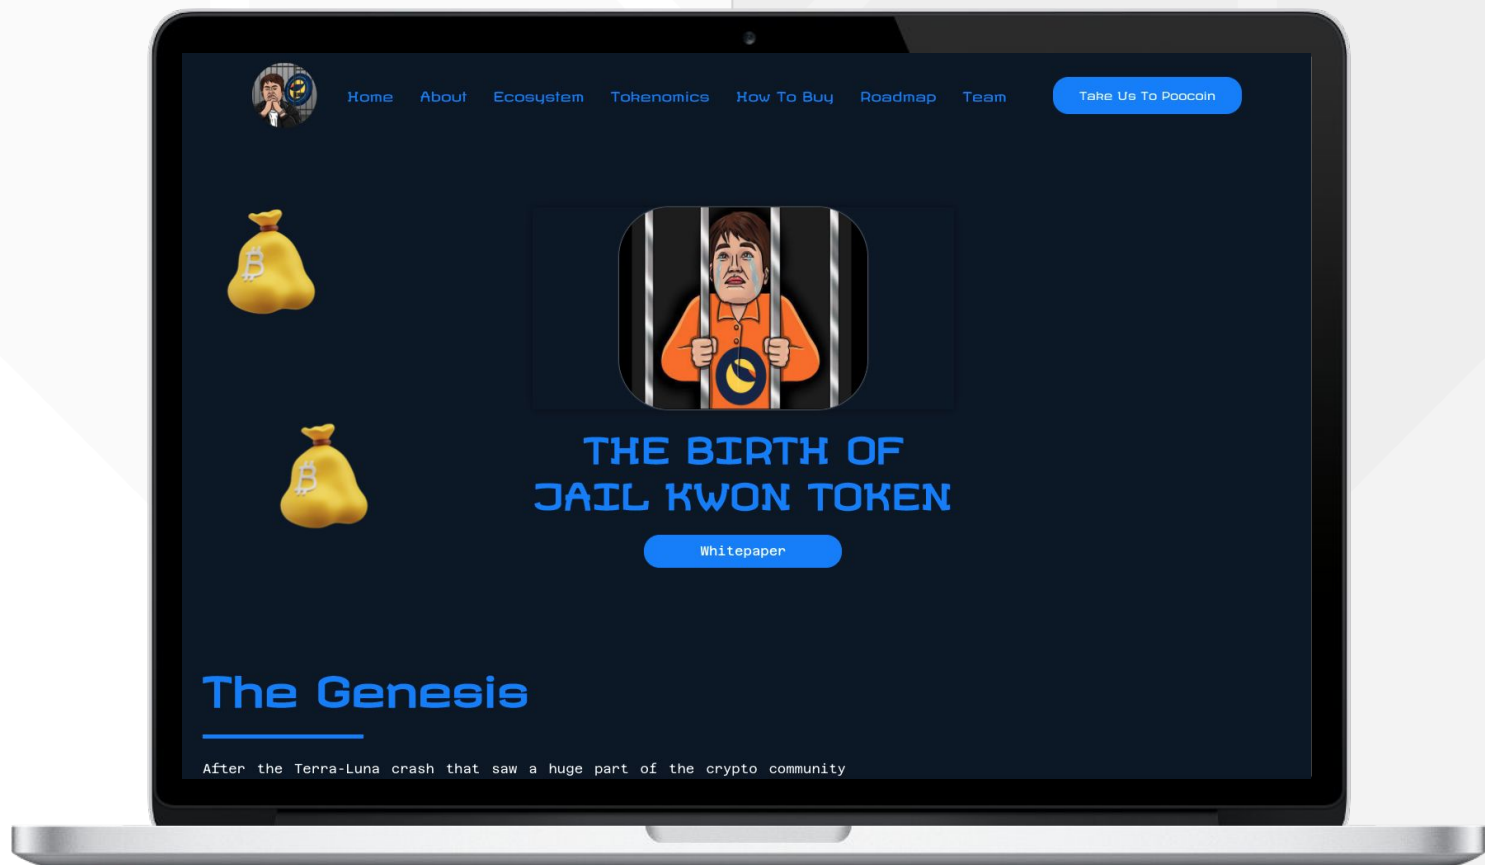 Home About Ecosystem Tokenomics How To Buy Roadmap Team Take Us To Poocoin
THE BIRTH OF
JAIL KWON TOKEN
Whitepaper
The Genesis
After the Terra-Luna crash that saw a huge part of the crypto community